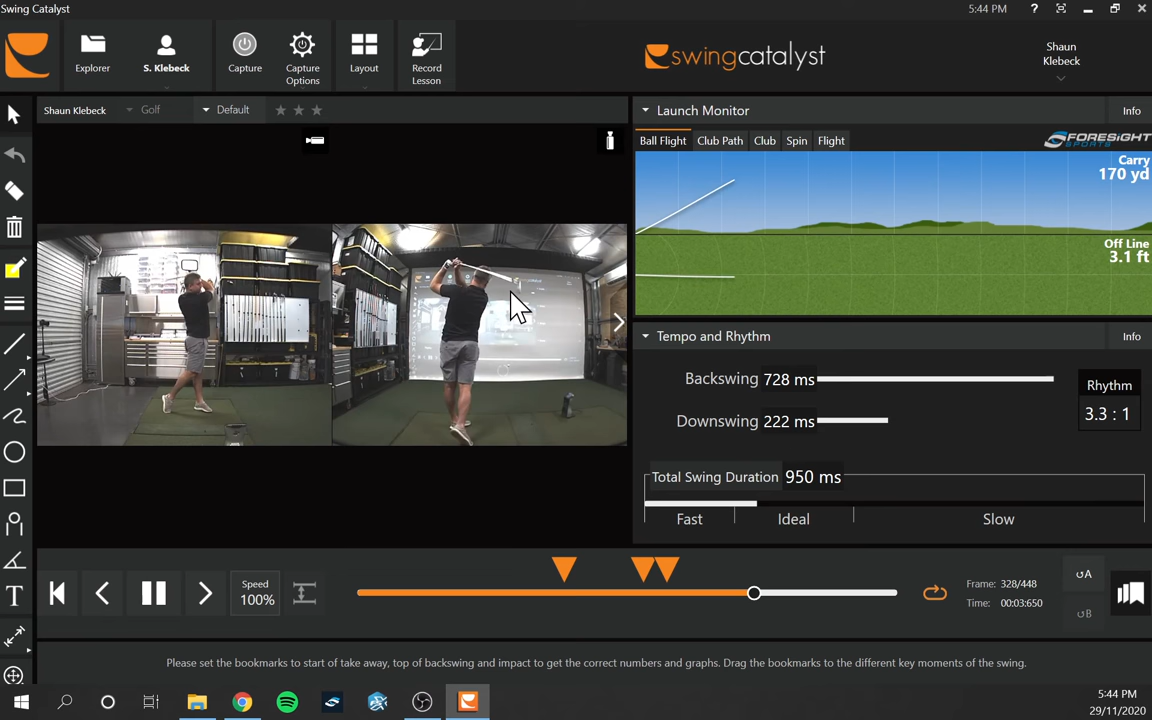 Swing Catalyst
5:44 PM
?
Explorer
S. Klebeck
Capture
Capture
Options
Layout
Record
Lesson
swingcatalyst
Shaun
Klebeck
Shaun Klebeck
Golf
Default
Launch Monitor
Info
Ball Flight
Club Path
Club
Spin
Flight
FORESIGHT
SPORTS
Carry
170 yd
Off Line
3.1 ft
Tempo and Rhythm
Info
Backswing 728 ms
Rhythm
3.3 : 1
Downswing 222 ms
Total Swing Duration 950 ms
Fast
Ideal
Slow
T
Speed
100%
Frame: 328/448
Time: 00:03:650
A
B
Please set the bookmarks to start of take away, top of backswing and impact to get the correct numbers and graphs. Drag the bookmarks to the different key moments of the swing.
5:44 PM
29/11/2020